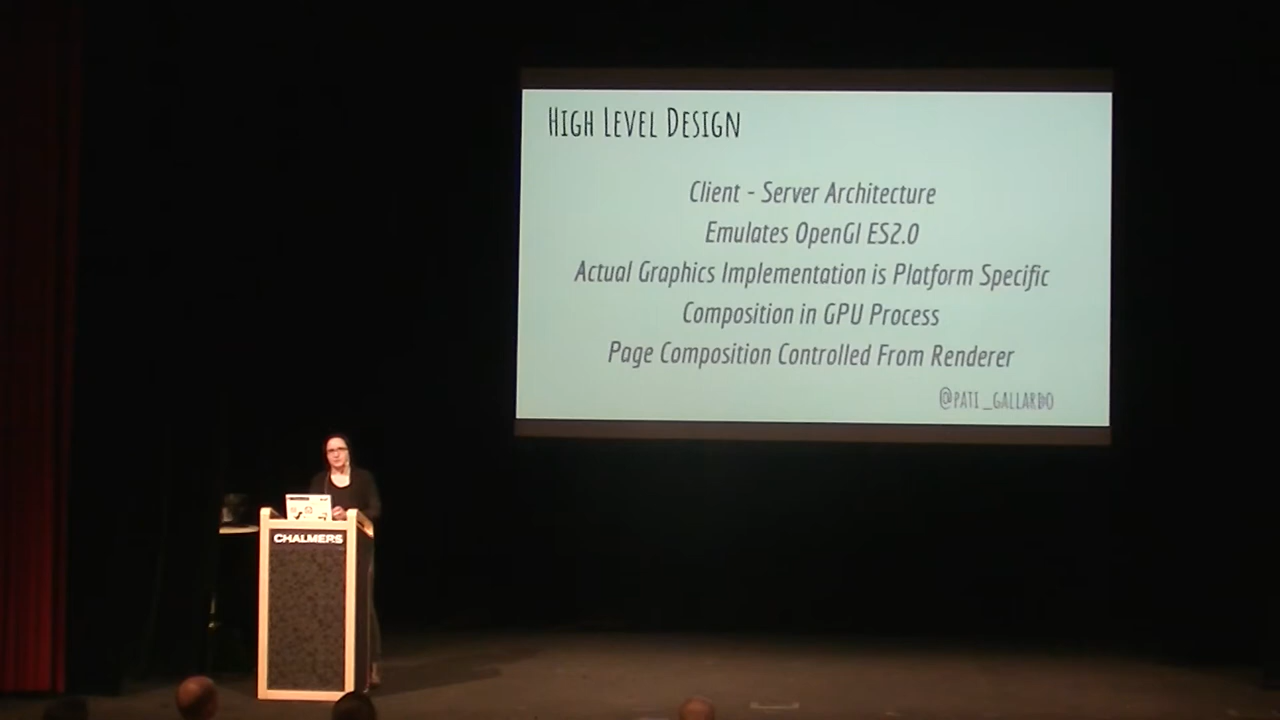 HIGH LEVEL DESIGN
Client - Server Architecture
Emulates OpenGl ES2.0
Actual Graphics Implementation is Platform Specific
Composition in GPU Process
Page Composition Controlled From Renderer
@PATI_GALLARDO
CHALMERS